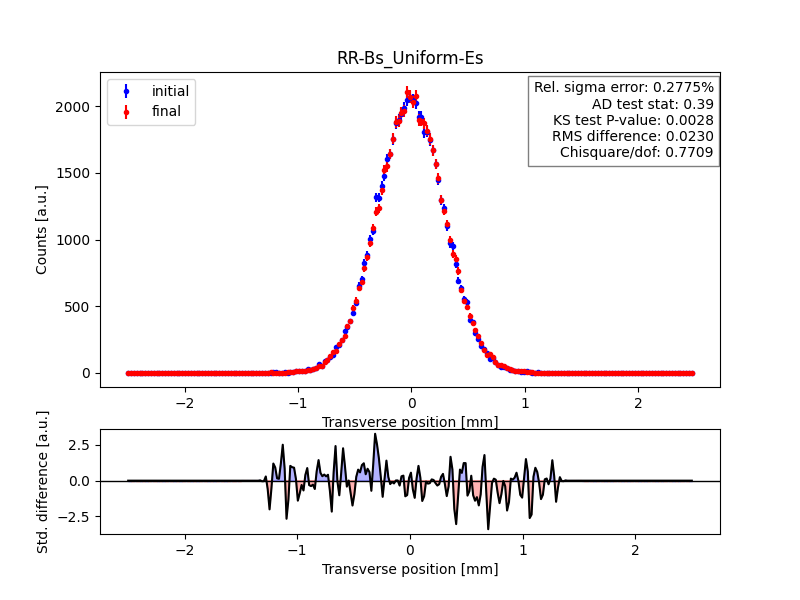 RR-Bs_Uniform-Es
initial
final
Rel. sigma error: 0.2775%
AD test stat: 0.39
KS test P-value: 0.0028
RMS difference: 0.0230
Chisquare/dof: 0.7709
Counts [a.u.]
2000
1500
1000
500
0
−2
−1
0
1
2
Transverse position [mm]
Std. difference [a.u.]
2.5
0.0
−2.5
−2
−1
0
1
2
Transverse position [mm]